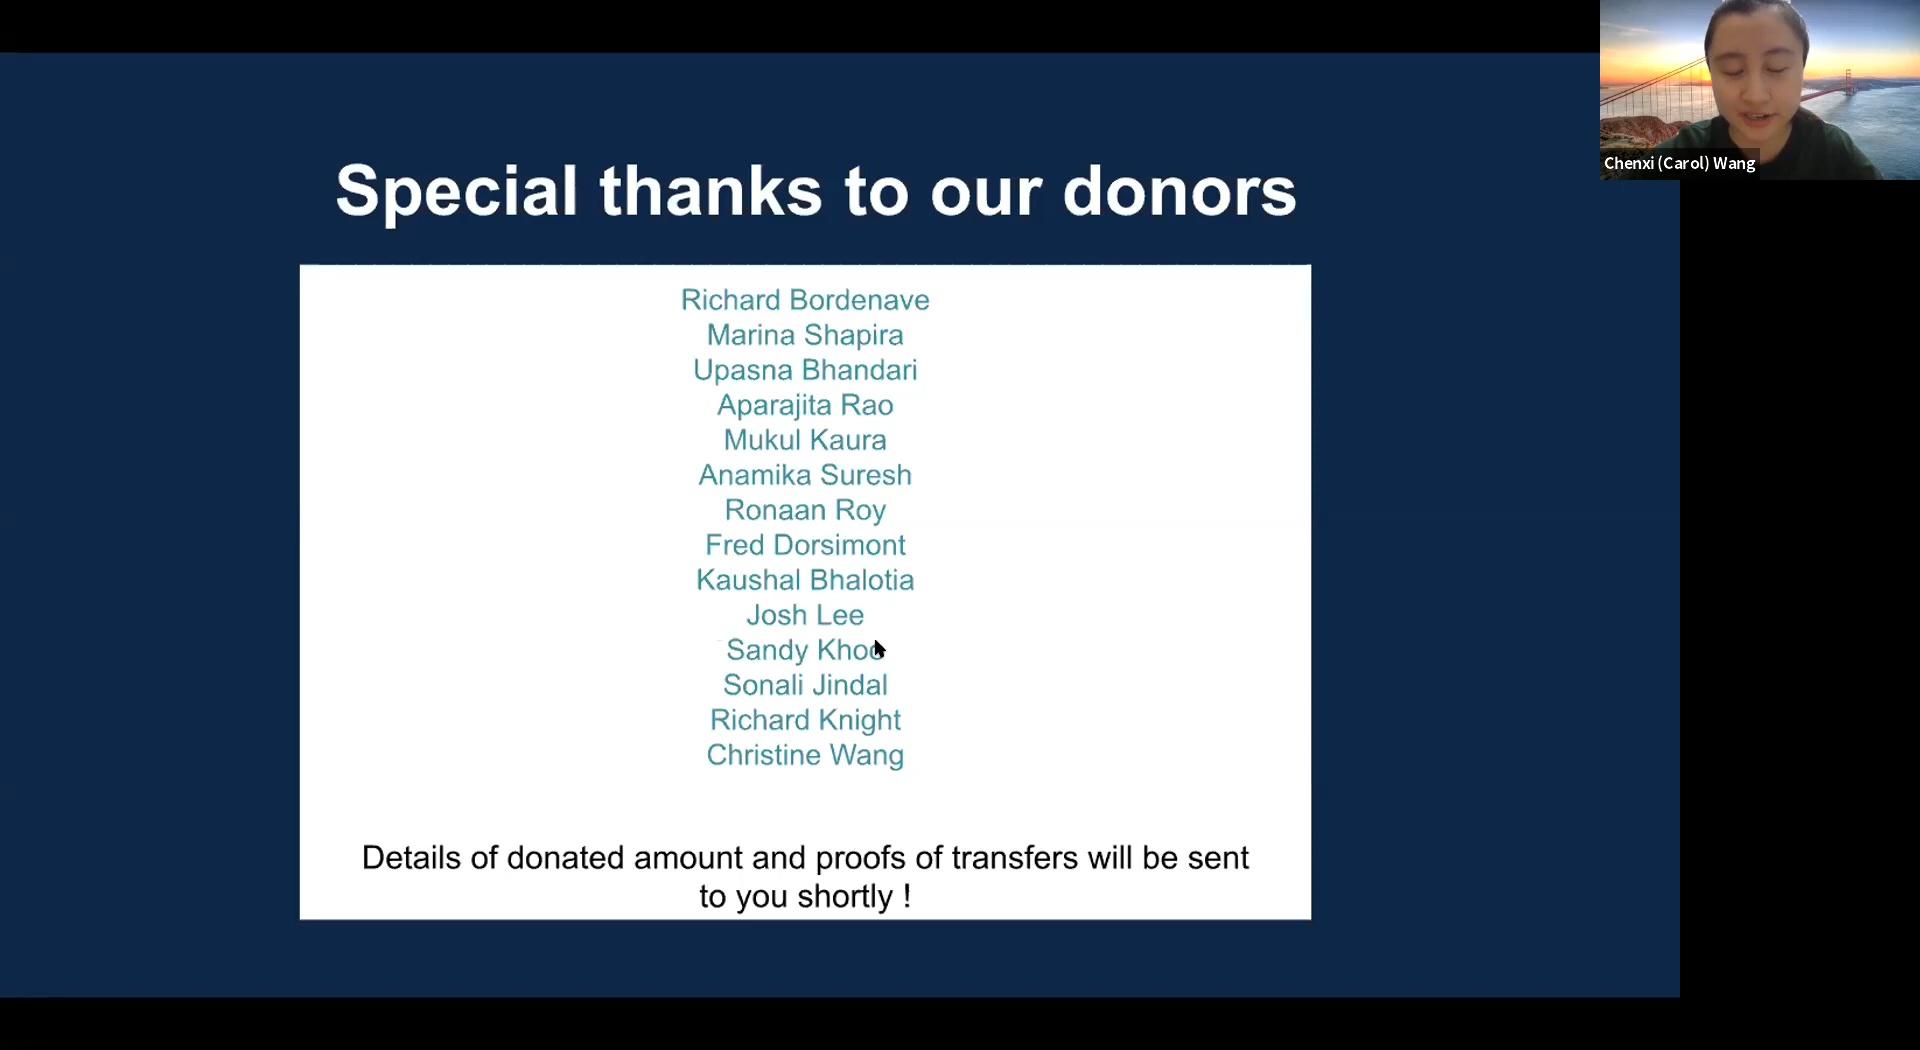 Special thanks to our donors
Chenxi (Carol) Wang
Richard Bordenave
Marina Shapira
Upasna Bhandari
Aparajita Rao
Mukul Kaura
Anamika Suresh
Ronaan Roy
Fred Dorsimont
Kaushal Bhalotia
Josh Lee
Sandy Khoo
Sonali Jindal
Richard Knight
Christine Wang
Details of donated amount and proofs of transfers will be sent
to you shortly !